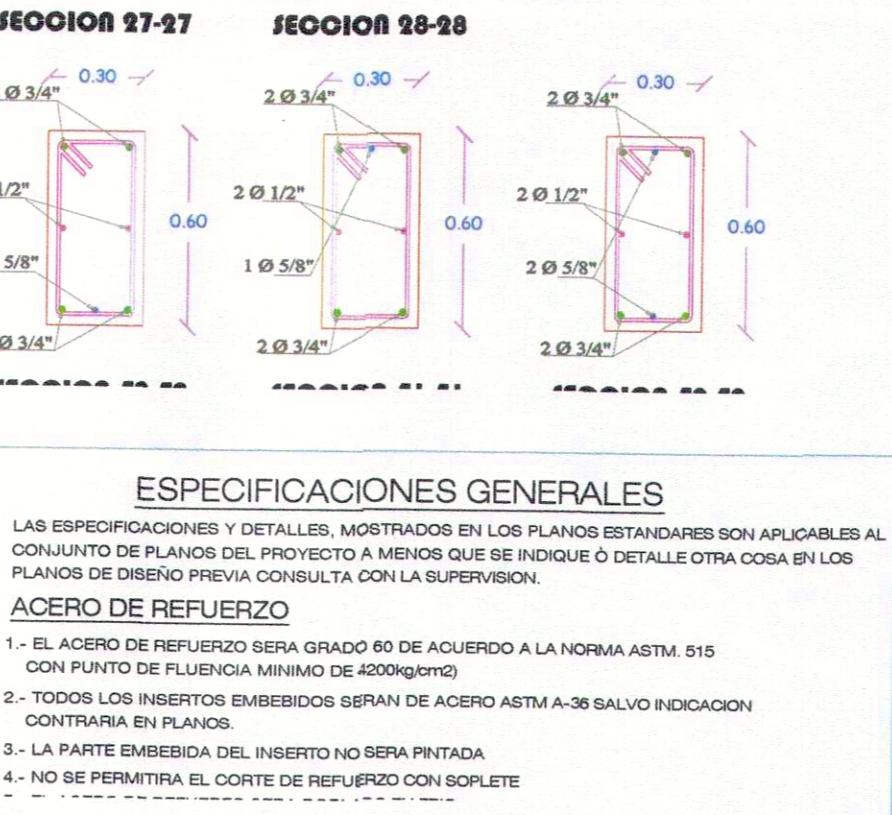 SECCION 27-27
SECCION 28-28
0.30
0.30
0.30
Ø 3/4"
2 Ø 3/4"
2 Ø 3/4"
1/2"
2 Ø 1/2"
2 Ø 1/2"
0.60
0.60
0.60
5/8"
1 Ø 5/8"
2 Ø 5/8"
Ø 3/4"
2 Ø 3/4"
2 Ø 3/4"
ESPECIFICACIONES GENERALES
LAS ESPECIFICACIONES Y DETALLES, MOSTRADOS EN LOS PLANOS ESTANDARES SON APLICABLES AL
CONJUNTO DE PLANOS DEL PROYECTO A MENOS QUE SE INDIQUE Ó DETALLE OTRA COSA EN LOS
PLANOS DE DISEÑO PREVIA CONSULTA CON LA SUPERVISION.
ACERO DE REFUERZO
1.- EL ACERO DE REFUERZO SERA GRADO 60 DE ACUERDO A LA NORMA ASTM. 515
CON PUNTO DE FLUENCIA MINIMO DE 4200kg/cm2)
2.- TODOS LOS INSERTOS EMBEBIDOS SERAN DE ACERO ASTM A-36 SALVO INDICACION
CONTRARIA EN PLANOS.
3.- LA PARTE EMBEBIDA DEL INSERTO NO SERA PINTADA
4.- NO SE PERMITIRA EL CORTE DE REFUERZO CON SOPLETE